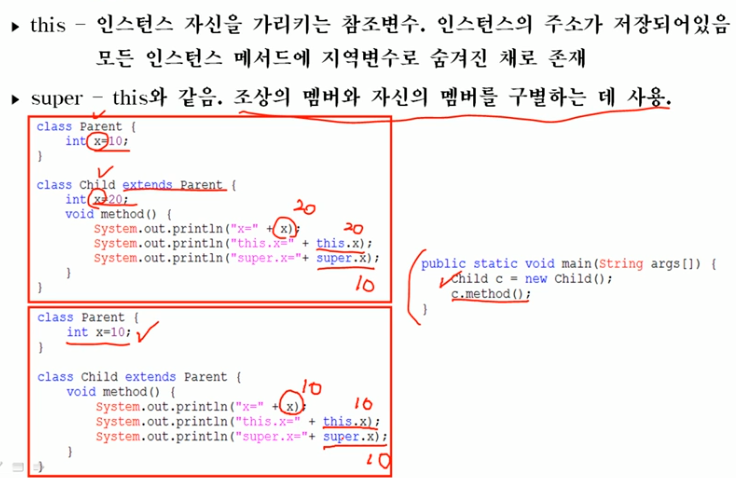 ▸ this – 인스턴스 자신을 가리키는 참조변수. 인스턴스의 주소가 저장되어있음
모든 인스턴스 메서드에 지역변수로 숨겨진 채로 존재
▸ super – this와 같음. 조상의 멤버와 자신의 멤버를 구별하는 데 사용.
class Parent {
int x=10;
}
class Child extends Parent {
int x=20;
void method() {
20
System.out.println("x=" + x);
20
System.out.println("this.x=" + this.x);
System.out.println("super.x="+ super.x);
10
}
}
public static void main(String args[]) {
Child c = new Child();
c.method();
}
class Parent {
int x=10;
}
class Child extends Parent {
void method() {
10
System.out.println("x=" + x);
10
System.out.println("this.x=" + this.x);
System.out.println("super.x="+ super.x);
10
}
}